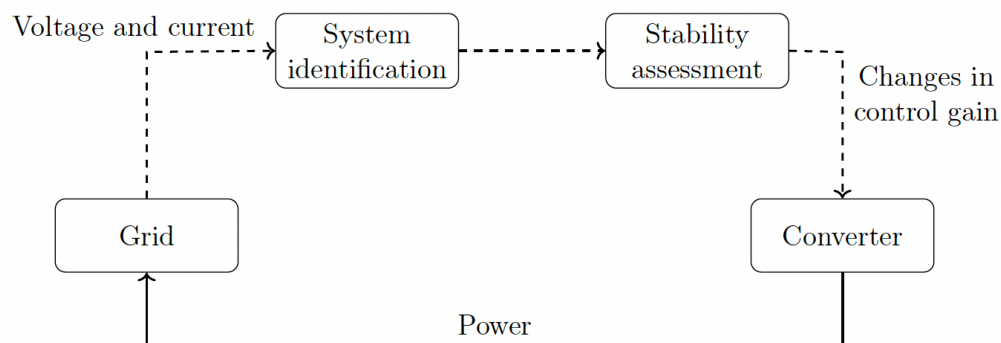 Voltage and current
System
identification
Stability
assessment
Changes in
control gain
Grid
Converter
Power